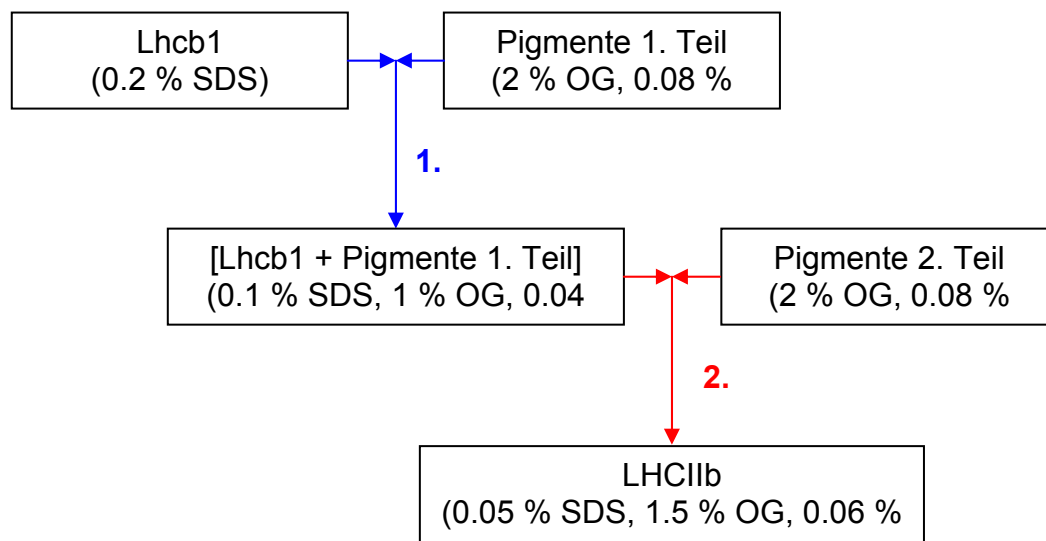 Lhcb1
(0.2 % SDS)
Pigmente 1. Teil
(2 % OG, 0.08 %
1.
[Lhcb1 + Pigmente 1. Teil]
(0.1 % SDS, 1 % OG, 0.04
Pigmente 2. Teil
(2 % OG, 0.08 %
2.
LHCIIb
(0.05 % SDS, 1.5 % OG, 0.06 %